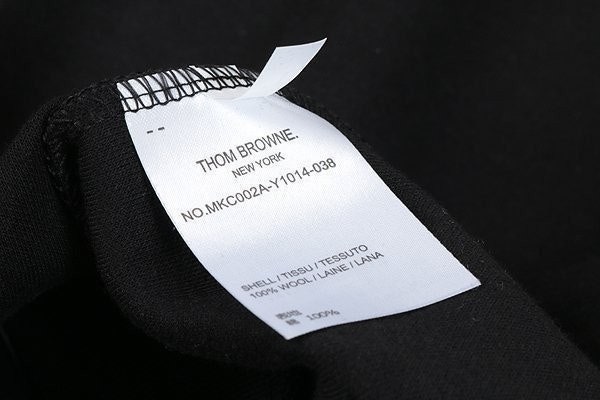 --
THOM BROWNE.
NEW YORK
NO.MKC002A-Y1014-038
SHELL / TISSU / TESSUTO
100% WOOL / LAINE / LANA
100%